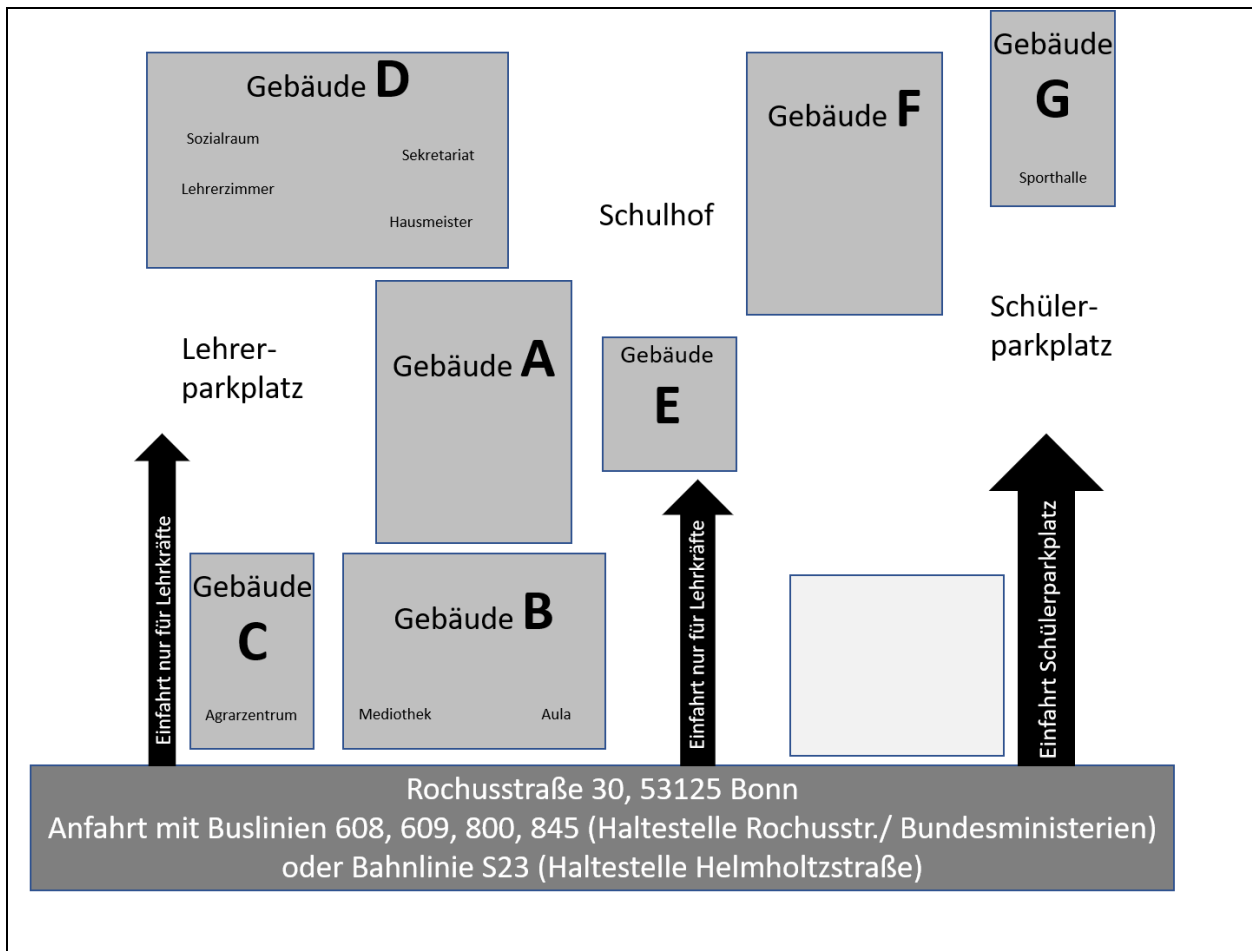 Gebäude D
Sozialraum
Sekretariat
Lehrerzimmer
Hausmeister
Gebäude F
Gebäude
G
Sporthalle
Schulhof
Lehrer-
parkplatz
Gebäude A
Gebäude
E
Schüler-
parkplatz
Einfahrt nur für Lehrkräfte
Gebäude
C
Agrarzentrum
Gebäude B
Mediothek
Aula
Einfahrt nur für Lehrkräfte
Einfahrt Schülerparkplatz
Rochusstraße 30, 53125 Bonn
Anfahrt mit Buslinien 608, 609, 800, 845 (Haltestelle Rochusstr./ Bundesministerien)
oder Bahnlinie S23 (Haltestelle Helmholtzstraße)